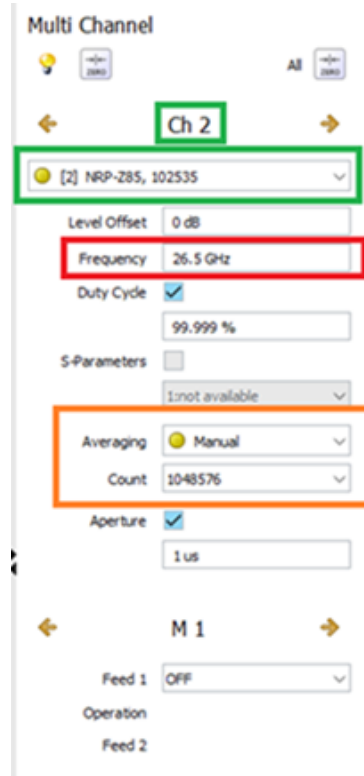 Multi Channel
ZERO All ZERO
Ch 2
[2] NRP-Z85, 102535
Level Offset 0 dB
Frequency 26.5 GHz
Duty Cycle
99.999 %
S-Parameters
1:not available
Averaging Manual
Count 1048576
Aperture
1 us
M 1
Feed 1 OFF
Operation
Feed 2